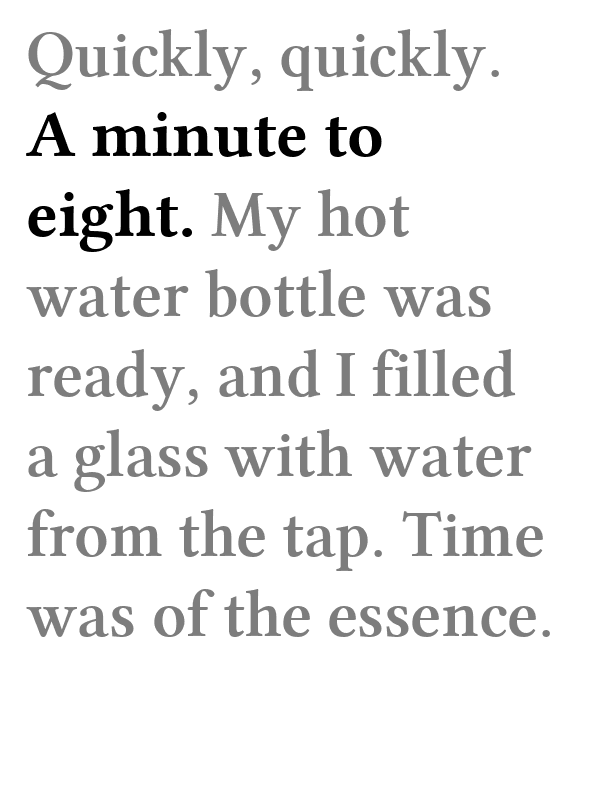 Quickly, quickly.
A minute to
eight. My hot
water bottle was
ready, and I filled
a glass with water
from the tap. Time
was of the essence.